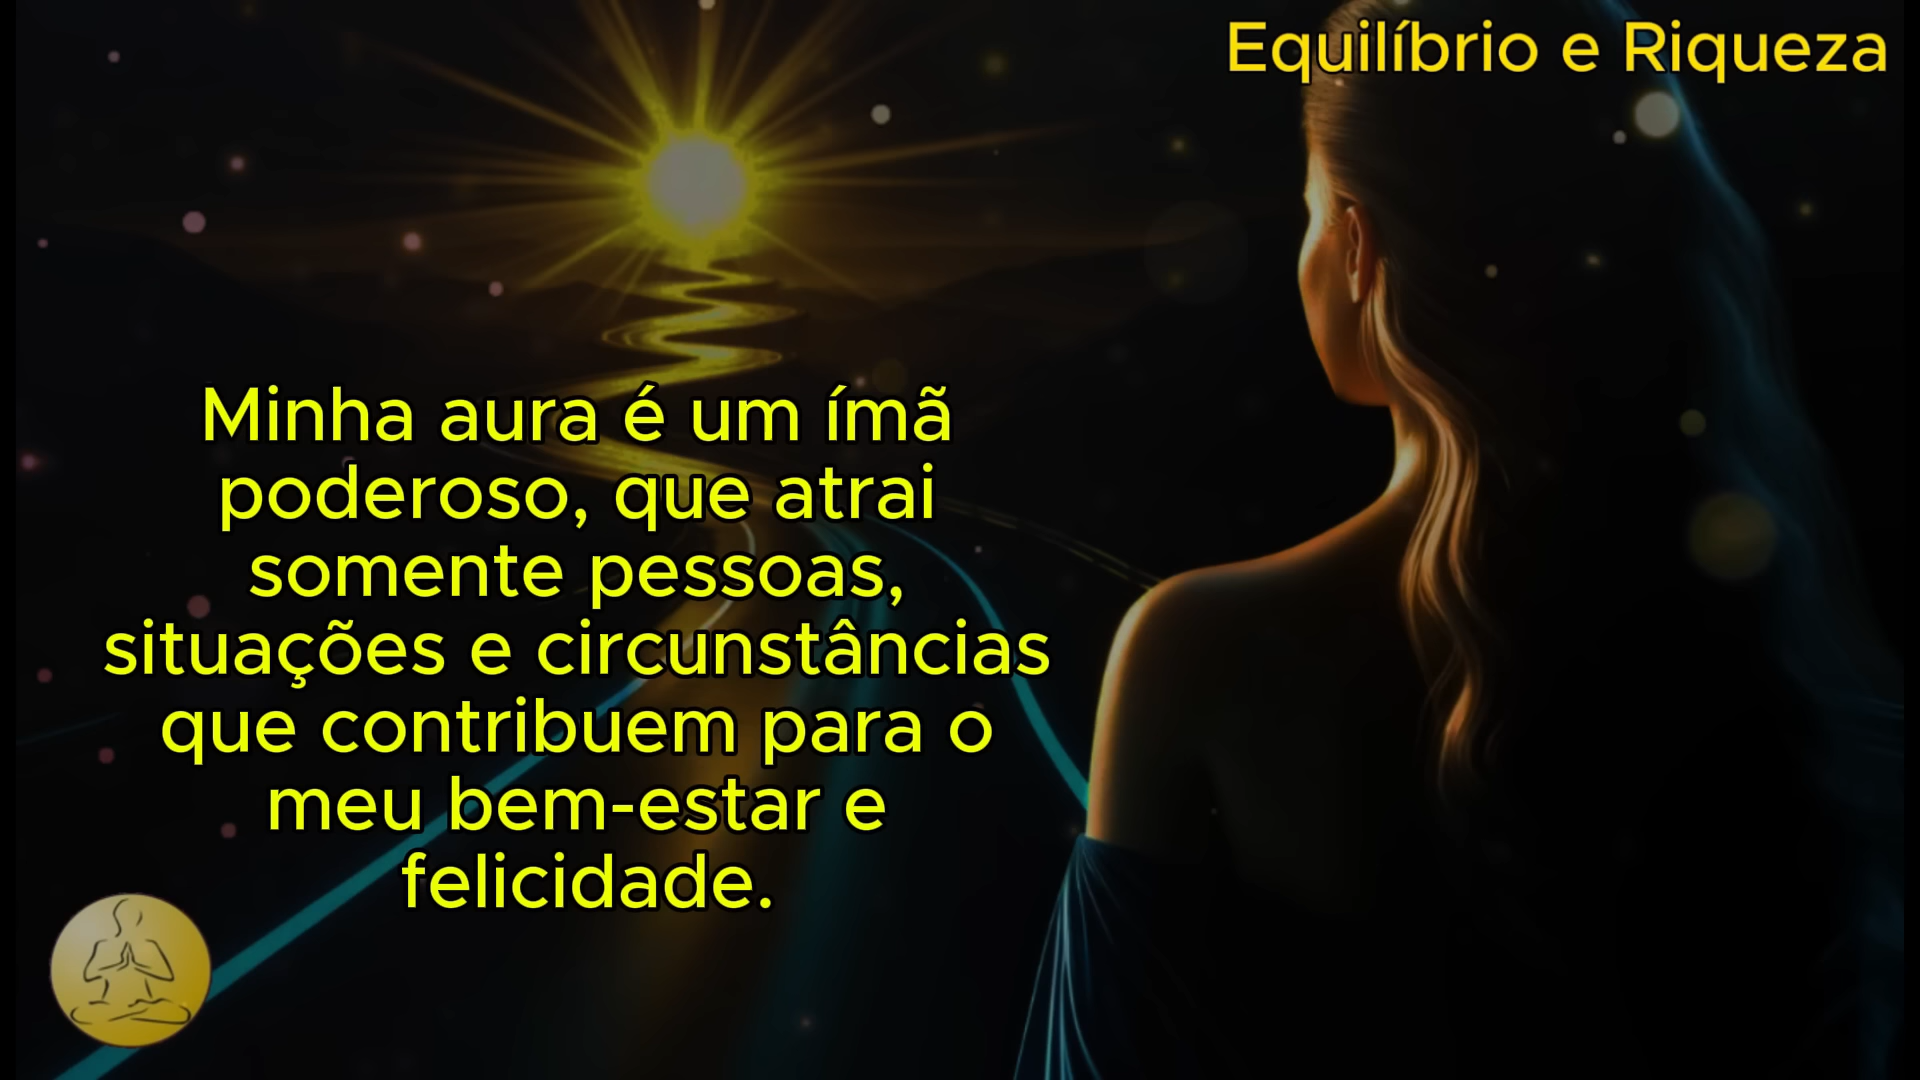 Equilíbrio e Riqueza
Minha aura é um ímã
poderoso, que atrai
somente pessoas,
situações e circunstâncias
que contribuem para o
meu bem-estar e
felicidade.